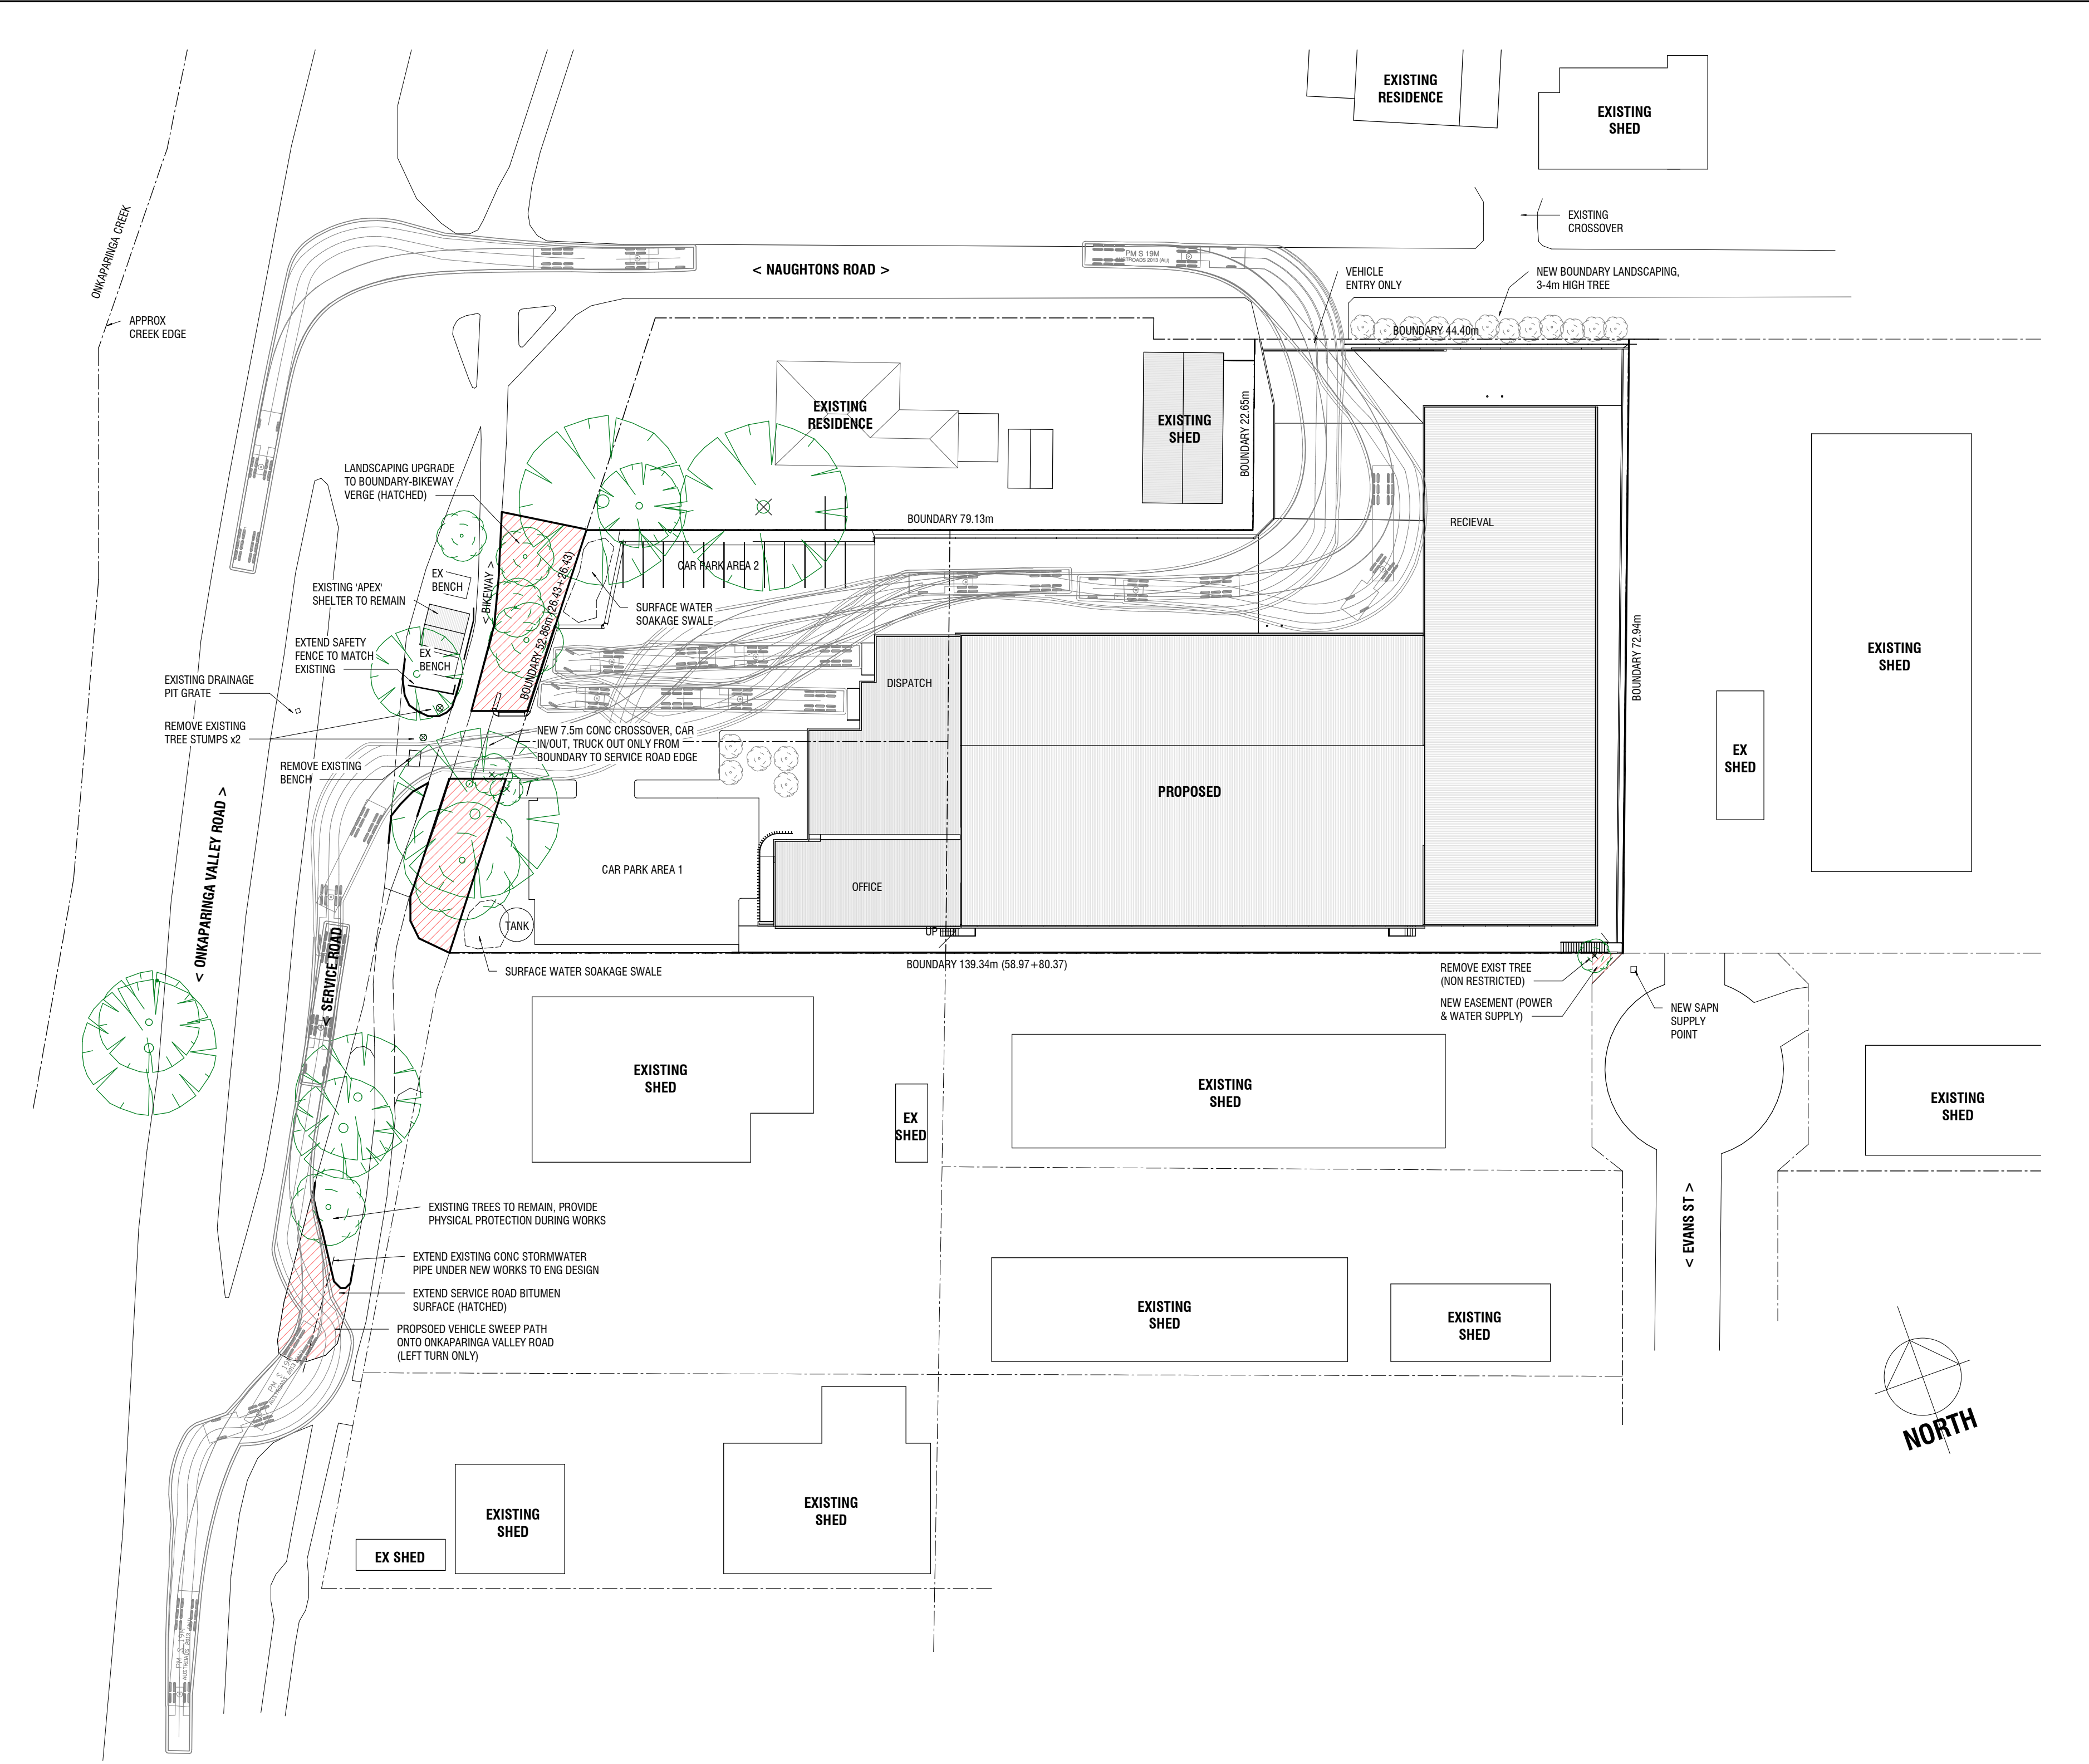 EXISTING
RESIDENCE
EXISTING
SHED
EXISTING
CROSSOVER
ONKAPARINGA CREEK
APPROX
CREEK EDGE
< NAUGHTONS ROAD >
PM S 19M
AUSTROADS 2013 (AU)
VEHICLE
ENTRY ONLY
NEW BOUNDARY LANDSCAPING,
3-4m HIGH TREE
BOUNDARY 44.40m
EXISTING
RESIDENCE
EXISTING
SHED
BOUNDARY 22.65m
LANDSCAPING UPGRADE
TO BOUNDARY-BIKEWAY
VERGE (HATCHED)
BOUNDARY 79.13m
RECIEVAL
CAR PARK AREA 2
EX
BENCH
< BIKEWAY >
EXISTING 'APEX'
SHELTER TO REMAIN
SURFACE WATER
SOAKAGE SWALE
BOUNDARY 52.86m (26.43+26.43)
EXTEND SAFETY
FENCE TO MATCH
EXISTING
EX
BENCH
EXISTING DRAINAGE
PIT GRATE
DISPATCH
BOUNDARY 72.94m
EXISTING
SHED
REMOVE EXISTING
TREE STUMPS x2
NEW 7.5m CONC CROSSOVER, CAR
IN/OUT, TRUCK OUT ONLY FROM
BOUNDARY TO SERVICE ROAD EDGE
REMOVE EXISTING
BENCH
EX
SHED
PROPOSED
< ONKAPARINGA VALLEY ROAD >
CAR PARK AREA 1
OFFICE
TANK
UP
< SERVICE ROAD
SURFACE WATER SOAKAGE SWALE
BOUNDARY 139.34m (58.97+80.37)
REMOVE EXIST TREE
(NON RESTRICTED)
NEW EASEMENT (POWER
& WATER SUPPLY)
NEW SAPN
SUPPLY
POINT
EXISTING
SHED
EX
SHED
EXISTING
SHED
EXISTING
SHED
EXISTING TREES TO REMAIN, PROVIDE
PHYSICAL PROTECTION DURING WORKS
< EVANS ST >
EXTEND EXISTING CONC STORMWATER
PIPE UNDER NEW WORKS TO ENG DESIGN
EXTEND SERVICE ROAD BITUMEN
SURFACE (HATCHED)
PROPSOED VEHICLE SWEEP PATH
ONTO ONKAPARINGA VALLEY ROAD
(LEFT TURN ONLY)
EXISTING
SHED
EXISTING
SHED
NORTH
EXISTING
SHED
EXISTING
SHED
EX SHED
PM S 19M